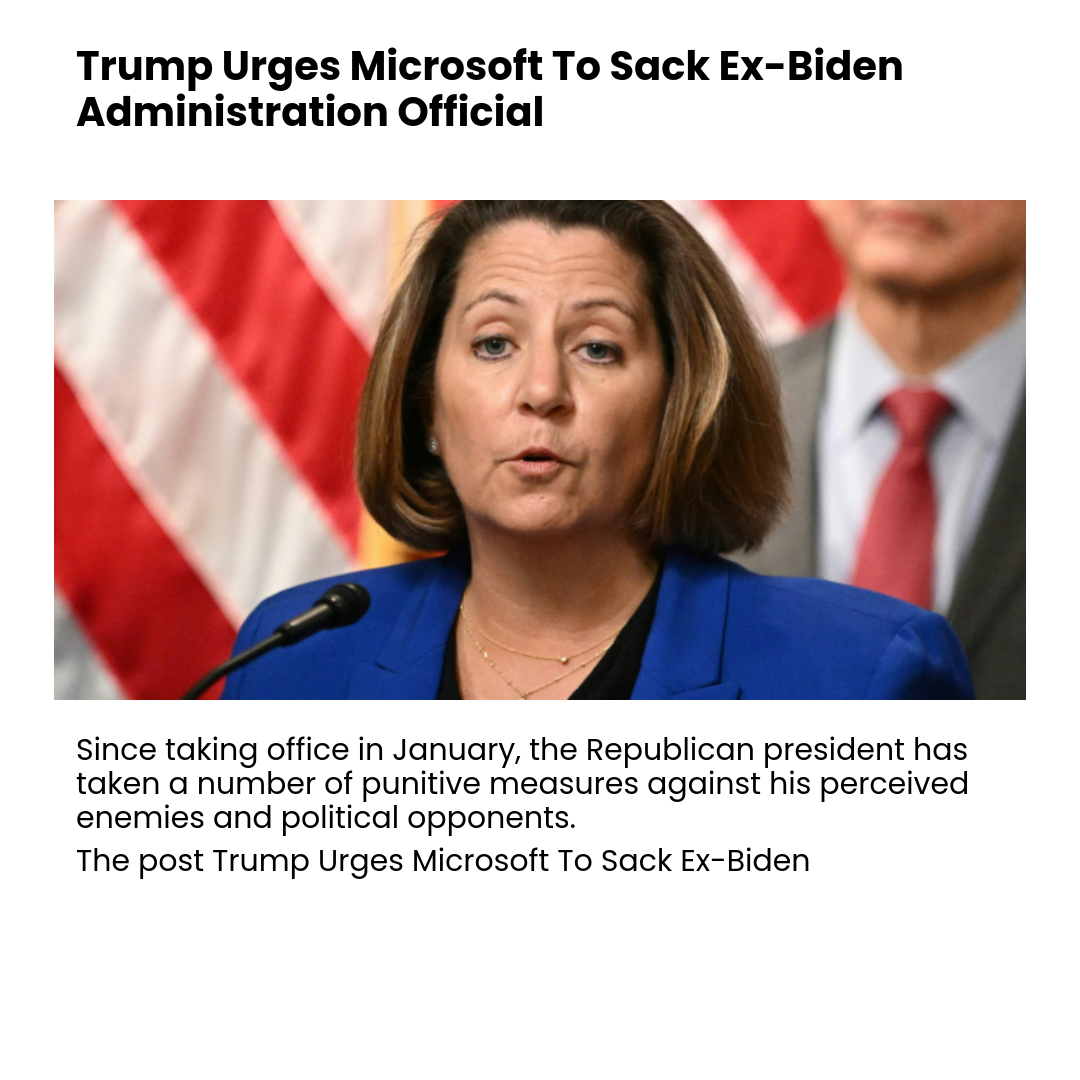 Trump Urges Microsoft To Sack Ex-Biden
Administration Official
Since taking office in January, the Republican president has
taken a number of punitive measures against his perceived
enemies and political opponents.
The post Trump Urges Microsoft To Sack Ex-Biden